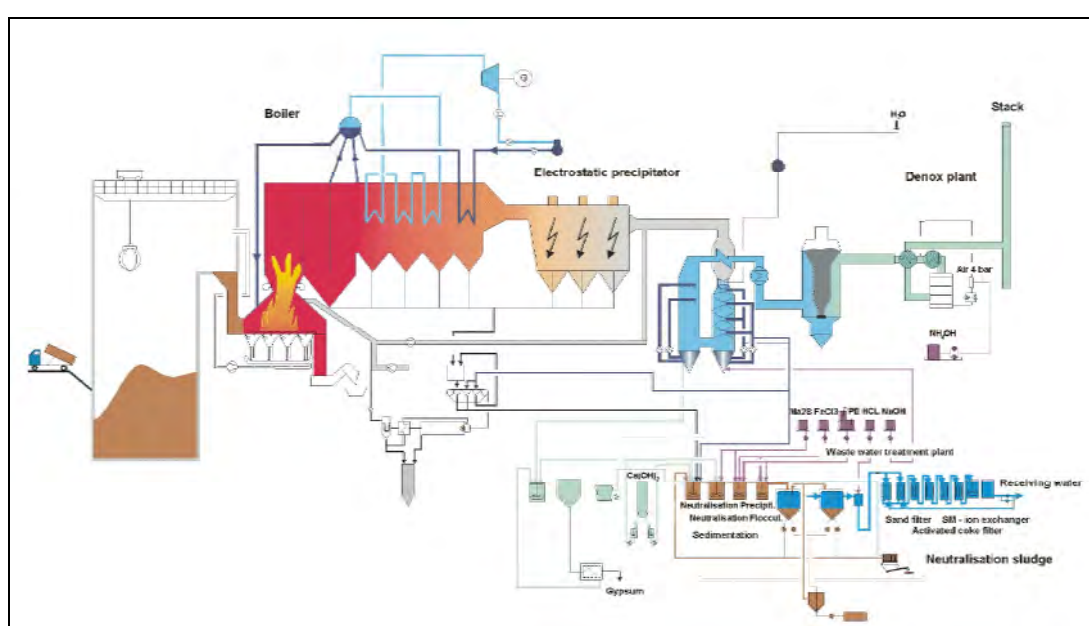 Stack
H₂O
Boiler
G
Electrostatic precipitator
Denox plant
Air 4 bar
NH₄OH
Na2S FeCl3 PE HCL NaOH
Waste water treatment plant
Ca(OH)₂
Receiving water
Neutralisation Precipit.
Neutralisation Floccul.
Sedimentation
Sand filter SM - ion exchanger
Activated coke filter
Neutralisation sludge
Gypsum